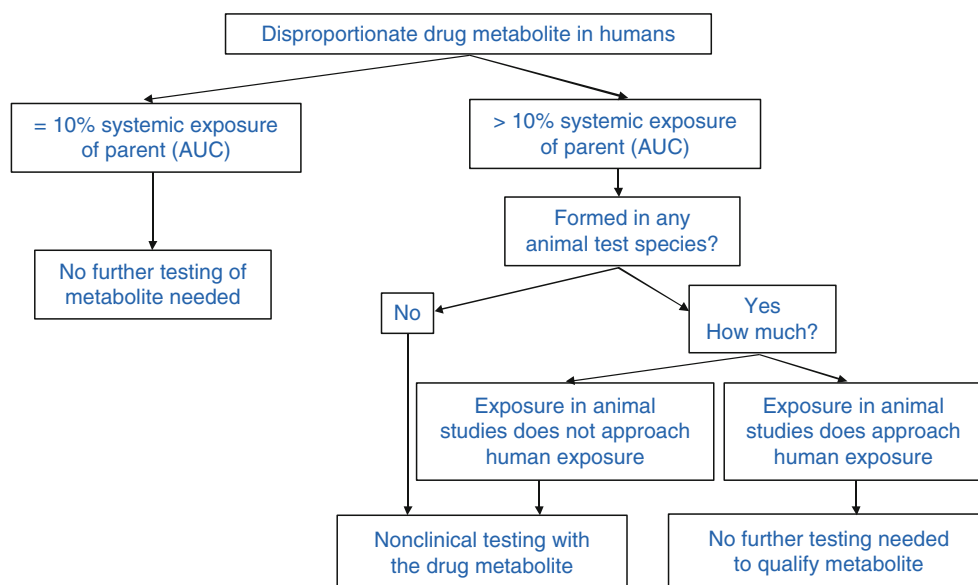 Disproportionate drug metabolite in humans
= 10% systemic exposure
of parent (AUC)
> 10% systemic exposure
of parent (AUC)
Formed in any
animal test species?
No further testing of
metabolite needed
No
Yes
How much?
Exposure in animal
studies does not approach
human exposure
Exposure in animal
studies does approach
human exposure
Nonclinical testing with
the drug metabolite
No further testing needed
to qualify metabolite